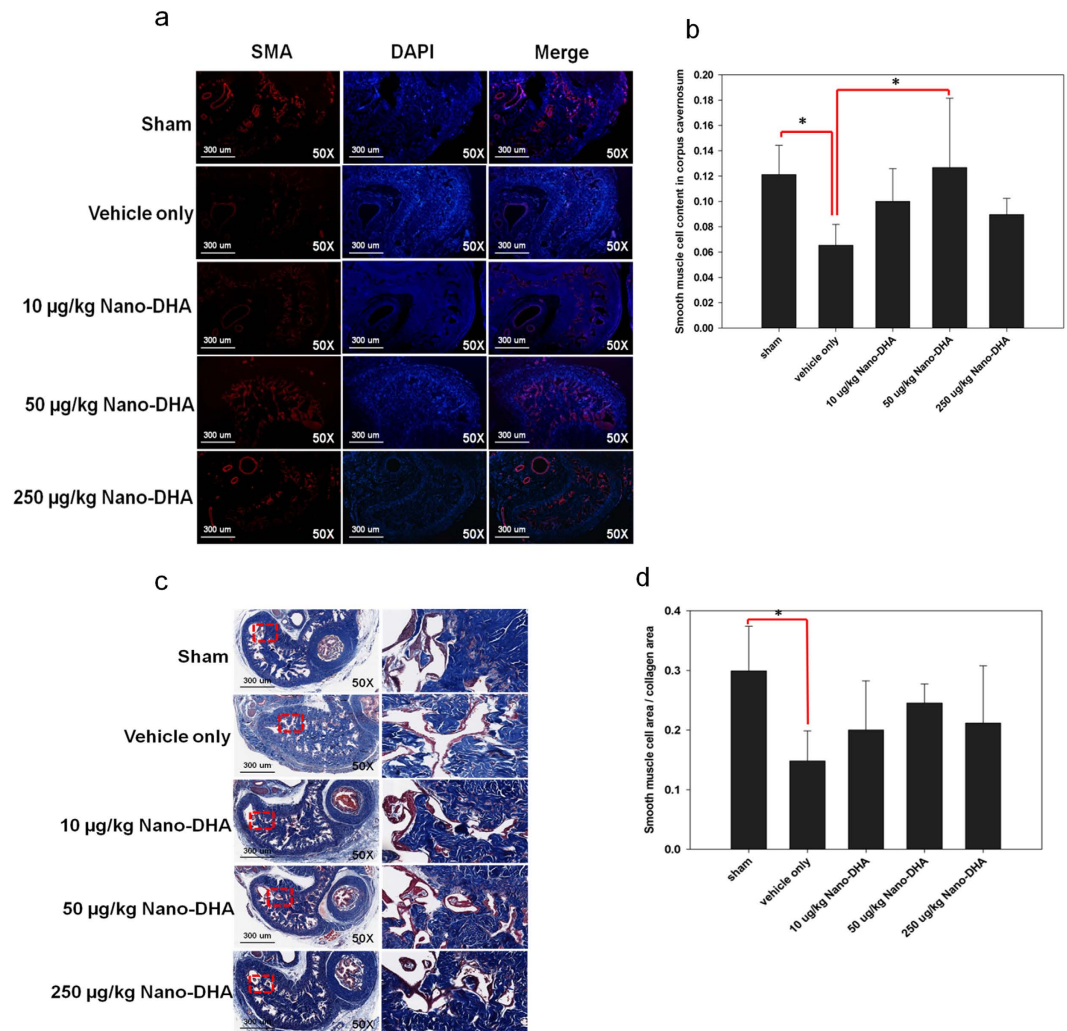 a
SMA DAPI Merge
Sham
300 um 50X 300 um 50X 300 um 50X
Vehicle only
300 um 50X 300 um 50X 300 um 50X
10 µg/kg Nano-DHA
300 um 50X 300 um 50X 300 um 50X
50 µg/kg Nano-DHA
300 um 50X 300 um 50X 300 um 50X
250 µg/kg Nano-DHA
300 um 50X 300 um 50X 300 um 50X
b
Smooth muscle cell content in corpus cavernosum
0.20
0.18
0.16
0.14
0.12
0.10
0.08
0.06
0.04
0.02
0.00
*
*
sham
vehicle only
10 ug/kg Nano-DHA
50 ug/kg Nano-DHA
250 ug/kg Nano-DHA
c
Sham
300 um 50X
Vehicle only
300 um 50X
10 µg/kg Nano-DHA
300 um 50X
50 µg/kg Nano-DHA
300 um 50X
250 µg/kg Nano-DHA
300 um 50X
d
Smooth muscle cell area / collagen area
0.4
0.3
0.2
0.1
0.0
*
sham
vehicle only
10 ug/kg Nano-DHA
50 ug/kg Nano-DHA
250 ug/kg Nano-DHA